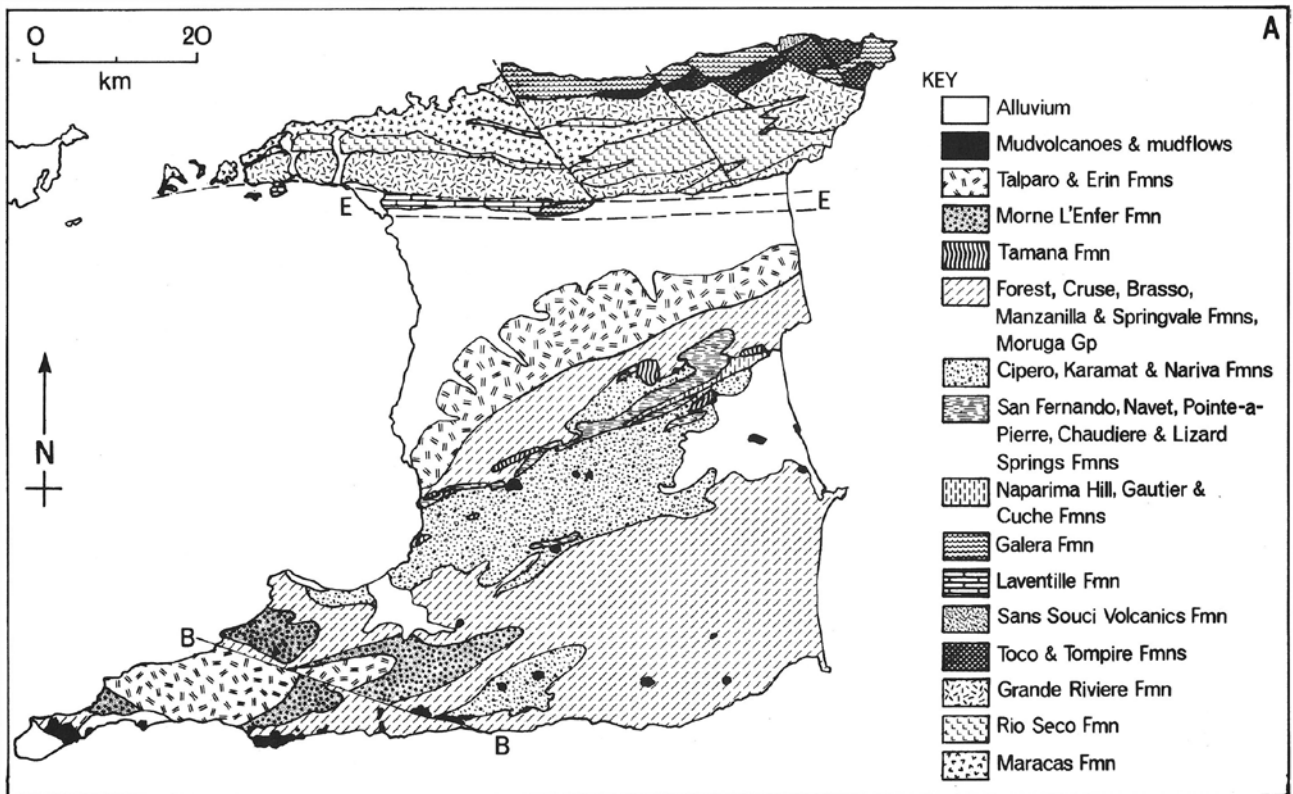 A
0 20
km
N
E
E
B
B
KEY
Alluvium
Mudvolcanoes & mudflows
Talparo & Erin Fmns
Morne L'Enfer Fmn
Tamana Fmn
Forest, Cruse, Brasso,
Manzanilla & Springvale Fmns,
Moruga Gp
Cipero, Karamat & Nariva Fmns
San Fernando, Navet, Pointe-a-
Pierre, Chaudiere & Lizard
Springs Fmns
Naparima Hill, Gautier &
Cuche Fmns
Galera Fmn
Laventille Fmn
Sans Souci Volcanics Fmn
Toco & Tompire Fmns
Grande Riviere Fmn
Rio Seco Fmn
Maracas Fmn